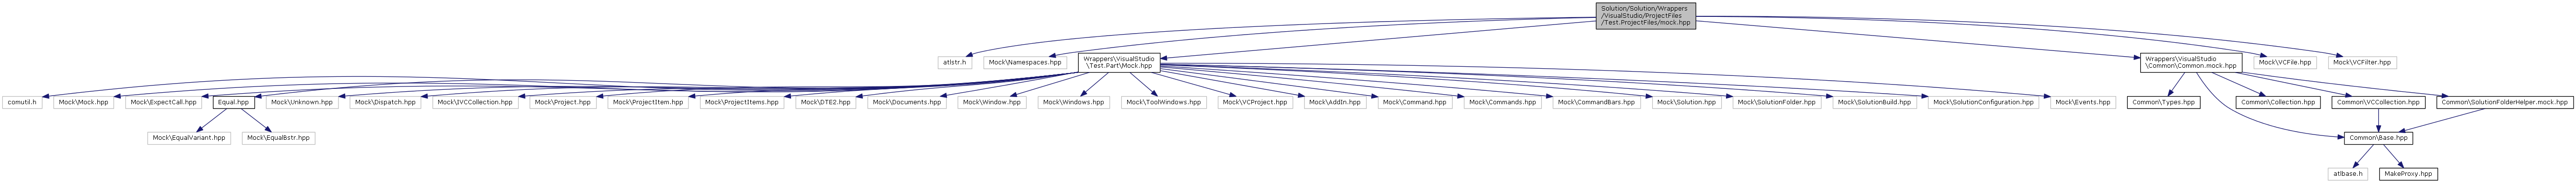 Solution/Solution/Wrappers
/VisualStudio/ProjectFiles
/Test.ProjectFiles/mock.hpp
atlstr.h
Mock\Namespaces.hpp
Wrappers\VisualStudio
\Test.Part\Mock.hpp
Wrappers\VisualStudio
\Common\Common.mock.hpp
Mock\VCFile.hpp
Mock\VCFilter.hpp
comutil.h
Mock\Mock.hpp
Mock\ExpectCall.hpp
Equal.hpp
Mock\Unknown.hpp
Mock\Dispatch.hpp
Mock\IVCCollection.hpp
Mock\Project.hpp
Mock\ProjectItem.hpp
Mock\ProjectItems.hpp
Mock\DTE2.hpp
Mock\Documents.hpp
Mock\Window.hpp
Mock\Windows.hpp
Mock\ToolWindows.hpp
Mock\VCProject.hpp
Mock\AddIn.hpp
Mock\Command.hpp
Mock\Commands.hpp
Mock\CommandBars.hpp
Mock\Solution.hpp
Mock\SolutionFolder.hpp
Mock\SolutionBuild.hpp
Mock\SolutionConfiguration.hpp
Mock\Events.hpp
Common\Types.hpp
Common\Collection.hpp
Common\VCCollection.hpp
Common\SolutionFolderHelper.mock.hpp
Mock\EqualVariant.hpp
Mock\EqualBstr.hpp
Common\Base.hpp
atlbase.h
MakeProxy.hpp